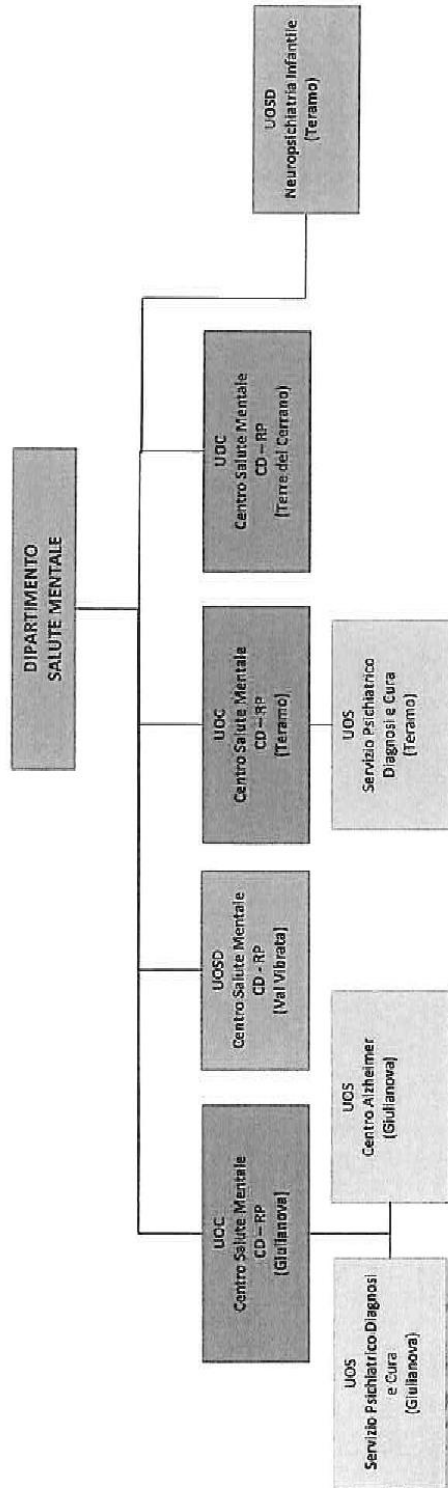 DIPARTIMENTO
SALUTE MENTALE
UOC
Centro Salute Mentale
CD – RP
(Giulianova)
UOSD
Centro Salute Mentale
CD - RP
(Val Vibrata)
UOC
Centro Salute Mentale
CD – RP
(Teramo)
UOC
Centro Salute Mentale
CD – RP
(Terre del Cerrano)
UOSD
Neuropsichiatria Infantile
(Teramo)
UOS
Servizio Psichiatrico Diagnosi
e Cura
(Giulianova)
UOS
Centro Alzheimer
(Giulianova)
UOS
Servizio Psichiatrico
Diagnosi e Cura
(Teramo)